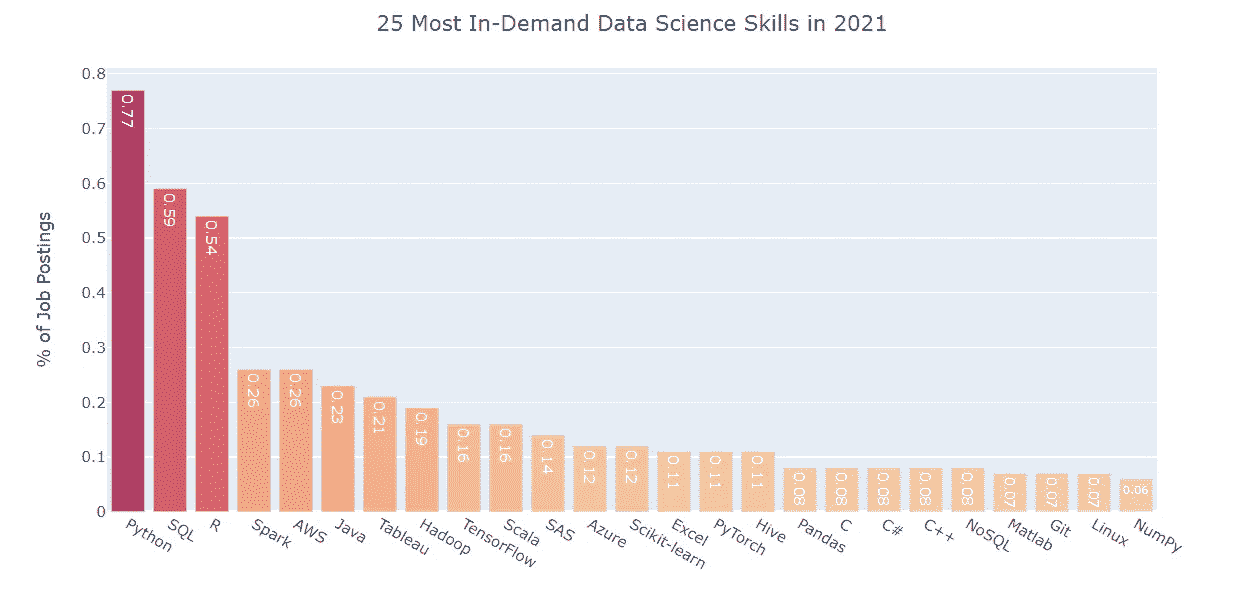 25 Most In-Demand Data Science Skills in 2021
% of Job Postings
0.8
0.7
0.6
0.5
0.4
0.3
0.2
0.1
0
0.77
0.59
0.54
0.26
0.26
0.23
0.21
0.19
0.16
0.16
0.14
0.12
0.12
0.11
0.11
0.11
0.08
0.08
0.08
0.08
0.08
0.07
0.07
0.07
0.06
Python
SQL
R
Spark
AWS
Java
Tableau
Hadoop
TensorFlow
Scala
SAS
Azure
Scikit-learn
Excel
PyTorch
Hive
Pandas
C
C#
C++
NoSQL
Matlab
Git
Linux
NumPy